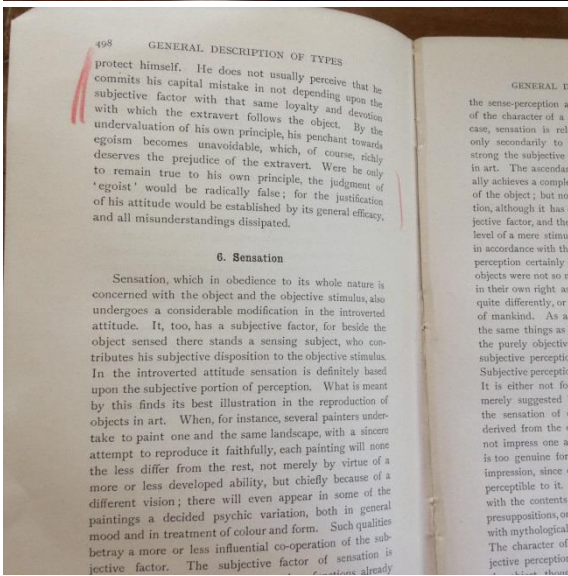 498 GENERAL DESCRIPTION OF TYPES
protect himself. He does not usually perceive that he
commits his capital mistake in not depending upon the
subjective factor with that same loyalty and devotion
with which the extravert follows the object. By the
undervaluation of his own principle, his penchant towards
egoism becomes unavoidable, which, of course, richly
deserves the prejudice of the extravert. Were he only
to remain true to his own principle, the judgment of
'egoist' would be radically false; for the justification
of his attitude would be established by its general efficacy,
and all misunderstandings dissipated.
6. Sensation
Sensation, which in obedience to its whole nature is
concerned with the object and the objective stimulus, also
undergoes a considerable modification in the introverted
attitude. It, too, has a subjective factor, for beside the
object sensed there stands a sensing subject, who con-
tributes his subjective disposition to the objective stimulus.
In the introverted attitude sensation is definitely based
upon the subjective portion of perception. What is meant
by this finds its best illustration in the reproduction of
objects in art. When, for instance, several painters under-
take to paint one and the same landscape, with a sincere
attempt to reproduce it faithfully, each painting will none
the less differ from the rest, not merely by virtue of a
more or less developed ability, but chiefly because of a
different vision; there will even appear in some of the
paintings a decided psychic variation, both in general
mood and in treatment of colour and form. Such qualities
betray a more or less influential co-operation of the sub-
jective factor. The subjective factor of sensation is
functions already
GENERAL
the sense-perception
of the character of a
case, sensation is
only secondarily to
strong the subjective
in art. The
ally achieves a
of the object; but
tion, although it has
jective factor, and the
level of a mere
in accordance with
perception certainly
objects were not so
in their own right
quite differently, or
of mankind. As a
the same things as
the purely
subjective
Subjective
It is either not
merely suggested
the sensation of
derived from the
not impress one
is too genuine for
impression, since
perceptible to it.
with the contents
presuppositions,
with mythological
The character of
jective